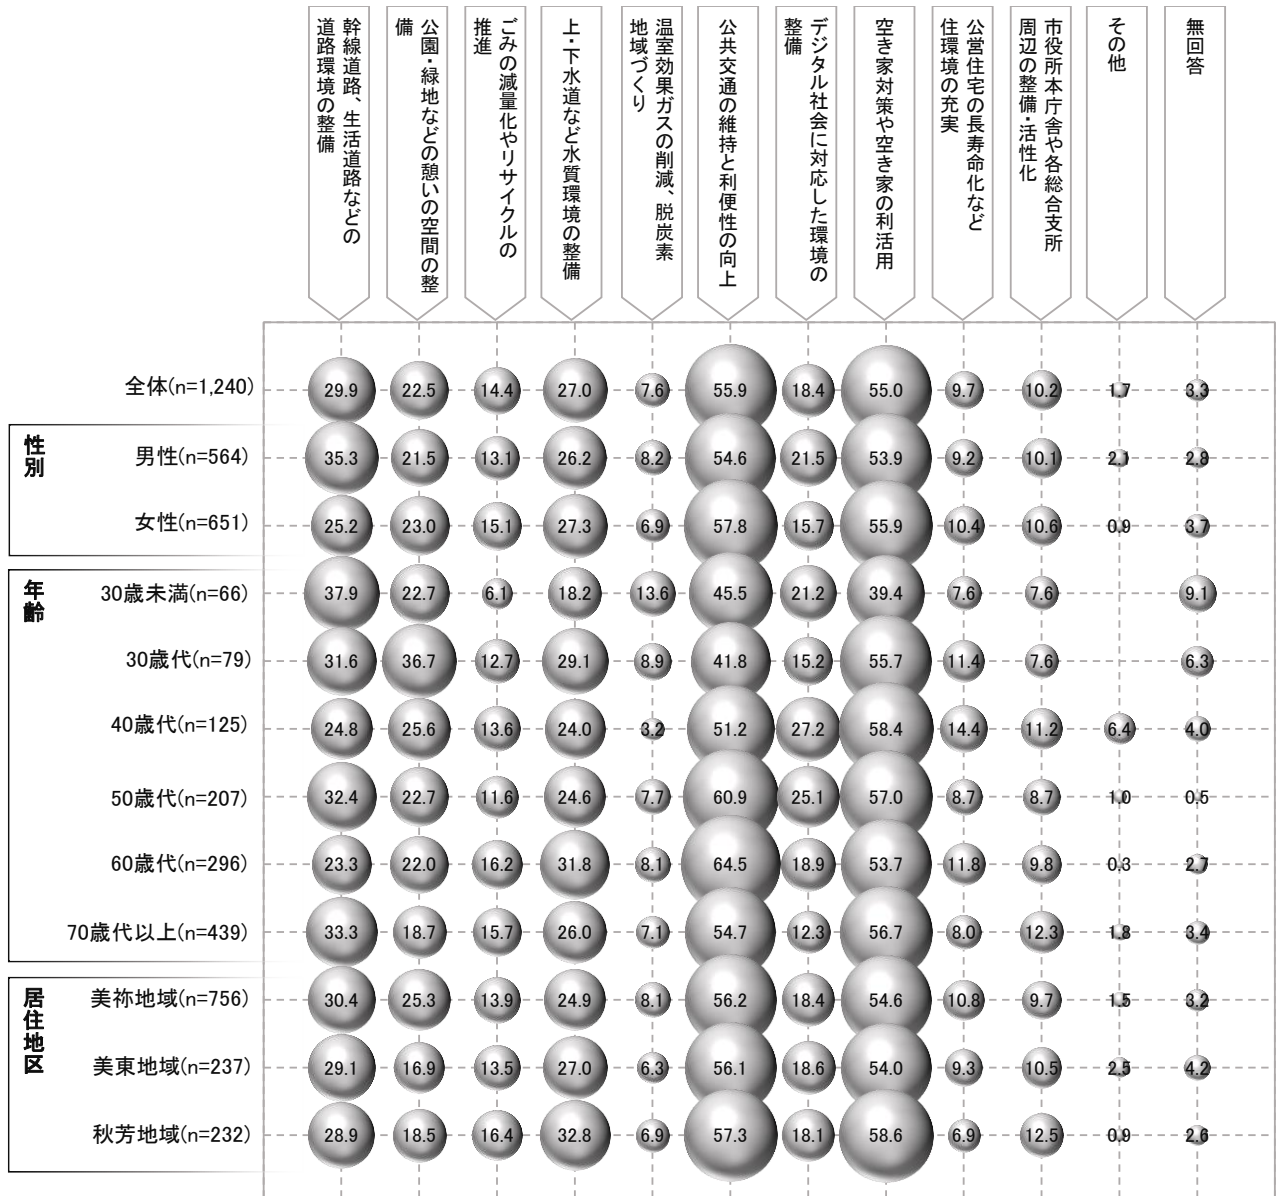 幹線道路、生活道路などの
道路環境の整備
公園・緑地などの憩いの空間の整
備
ごみの減量化やリサイクルの
推進
上・下水道など水質環境の整備
温室効果ガスの削減、脱炭素
地域づくり
公共交通の維持と利便性の向上
デジタル社会に対応した環境の
整備
空き家対策や空き家の利活用
公営住宅の長寿命化など
住環境の充実
市役所本庁舎や各総合支所
周辺の整備・活性化
その他
無回答
全体(n=1,240) 29.9 22.5 14.4 27.0 7.6 55.9 18.4 55.0 9.7 10.2 1.7 3.3
性別
男性(n=564) 35.3 21.5 13.1 26.2 8.2 54.6 21.5 53.9 9.2 10.1 2.1 2.8
女性(n=651) 25.2 23.0 15.1 27.3 6.9 57.8 15.7 55.9 10.4 10.6 0.9 3.7
年齢
30歳未満(n=66) 37.9 22.7 6.1 18.2 13.6 45.5 21.2 39.4 7.6 7.6 9.1
30歳代(n=79) 31.6 36.7 12.7 29.1 8.9 41.8 15.2 55.7 11.4 7.6 6.3
40歳代(n=125) 24.8 25.6 13.6 24.0 3.2 51.2 27.2 58.4 14.4 11.2 6.4 4.0
50歳代(n=207) 32.4 22.7 11.6 24.6 7.7 60.9 25.1 57.0 8.7 8.7 1.0 0.5
60歳代(n=296) 23.3 22.0 16.2 31.8 8.1 64.5 18.9 53.7 11.8 9.8 0.3 2.7
70歳代以上(n=439) 33.3 18.7 15.7 26.0 7.1 54.7 12.3 56.7 8.0 12.3 1.8 3.4
居住地区
美祢地域(n=756) 30.4 25.3 13.9 24.9 8.1 56.2 18.4 54.6 10.8 9.7 1.5 3.2
美東地域(n=237) 29.1 16.9 13.5 27.0 6.3 56.1 18.6 54.0 9.3 10.5 2.5 4.2
秋芳地域(n=232) 28.9 18.5 16.4 32.8 6.9 57.3 18.1 58.6 6.9 12.5 0.9 2.6